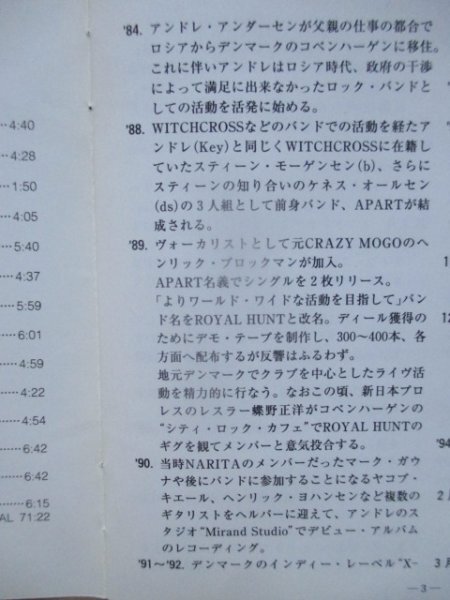 4:40
4:28
1:50
4:05
5:40
4:37
5:59
6:01
4:59
4:22
4:54
6:42
6:42
6:15
AL 71:22
'84. アンドレ・アンダーセンが父親の仕事の都合で
ロシアからデンマークのコペンハーゲンに移住。
これに伴いアンドレはロシア時代、政府の干渉
によって満足に出来なかったロック・バンドと
しての活動を活発に始める。
'88. WITCHCROSSなどのバンドでの活動を経たア
ンドレ(Key)と同じくWITCHCROSSに在籍し
ていたスティーン・モーゲンセン(b)、さらに
スティーンの知り合いのケネス・オールセン
(ds)の3人組として前身バンド、APARTが結
成される。
'89. ヴォーカリストとして元CRAZY MOGOのヘ
ンリック・ブロックマンが加入。
APART名義でシングルを2枚リリース。
「よりワールド・ワイドな活動を目指して」バン
ド名をROYAL HUNTと改名。ディール獲得の
ためにデモ・テープを制作し、300〜400本、各
方面へ配布するが反響はふるわず。
地元デンマークでクラブを中心としたライヴ活
動を精力的に行なう。なおこの頃、新日本プロ
レスのレスラー蝶野正洋がコペンハーゲンの
"シティ・ロック・カフェ"でROYAL HUNTの
ギグを観てメンバーと意気投合する。
'90. 当時NARITAのメンバーだったマーク・ガウ
ナや後にバンドに参加することになるヤコブ・
キエール、ヘンリック・ヨハンセンなど複数の
ギタリストをヘルパーに迎えて、アンドレのス
タジオ"Mirand Studio"でデビュー・アルバム
のレコーディング。
'91〜'92. デンマークのインディー・レーベル"X-
—3—
'94
2月
3月